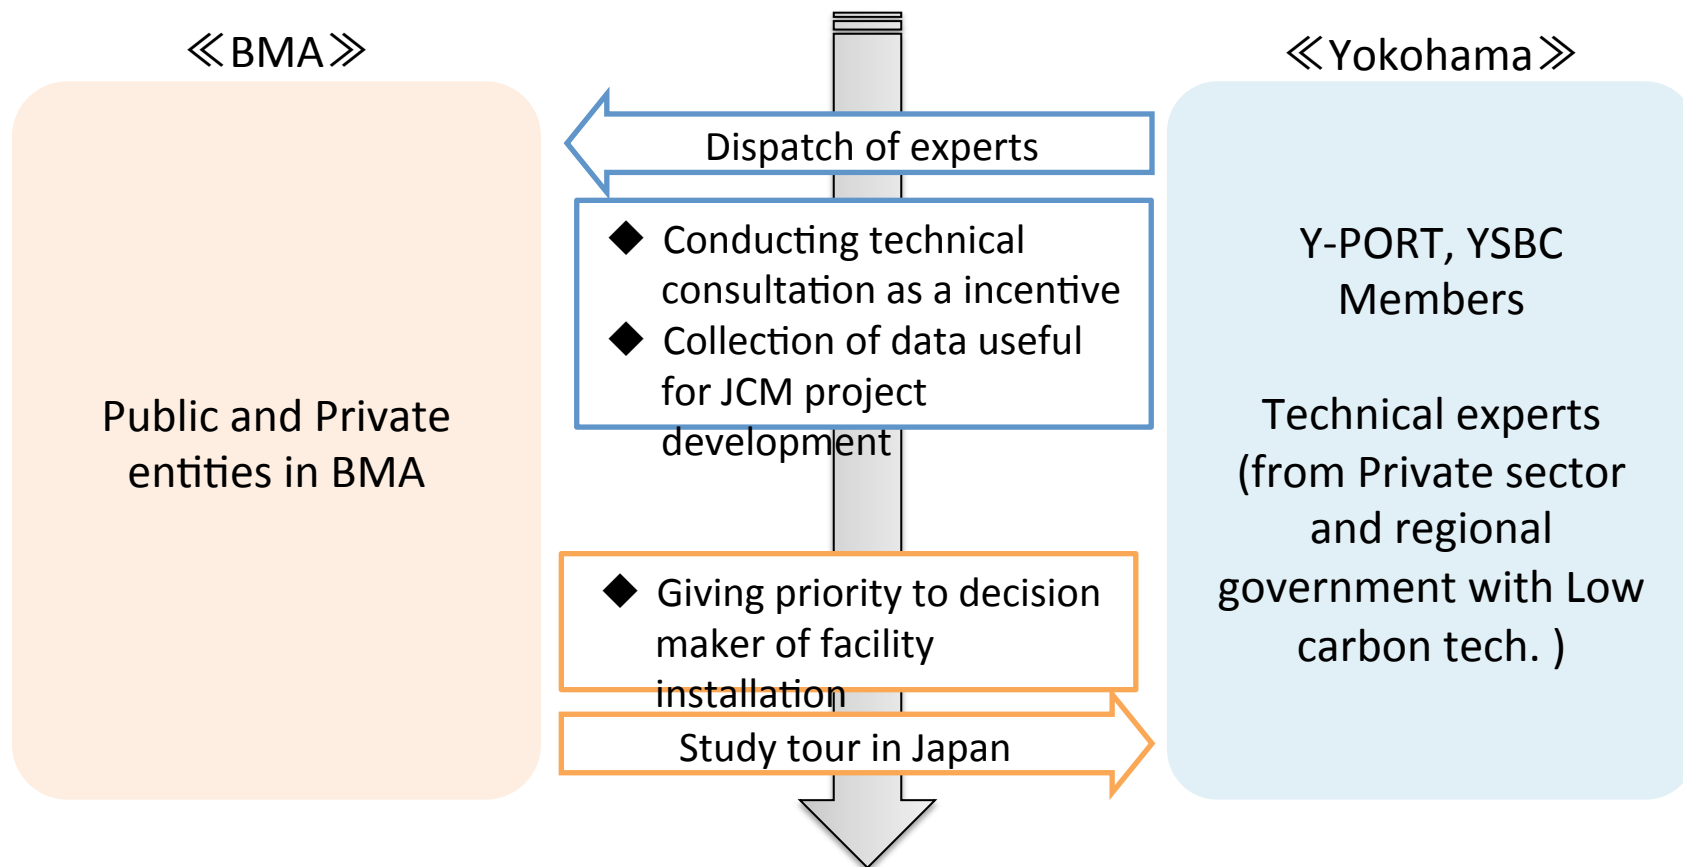 ≪BMA≫
≪Yokohama≫
Dispatch of experts
◆ Conducting technical
consultation as a incentive
◆ Collection of data useful
for JCM project
development
Public and Private
entities in BMA
Y-PORT, YSBC
Members
Technical experts
(from Private sector
and regional
government with Low
carbon tech. )
◆ Giving priority to decision
maker of facility
installation
Study tour in Japan